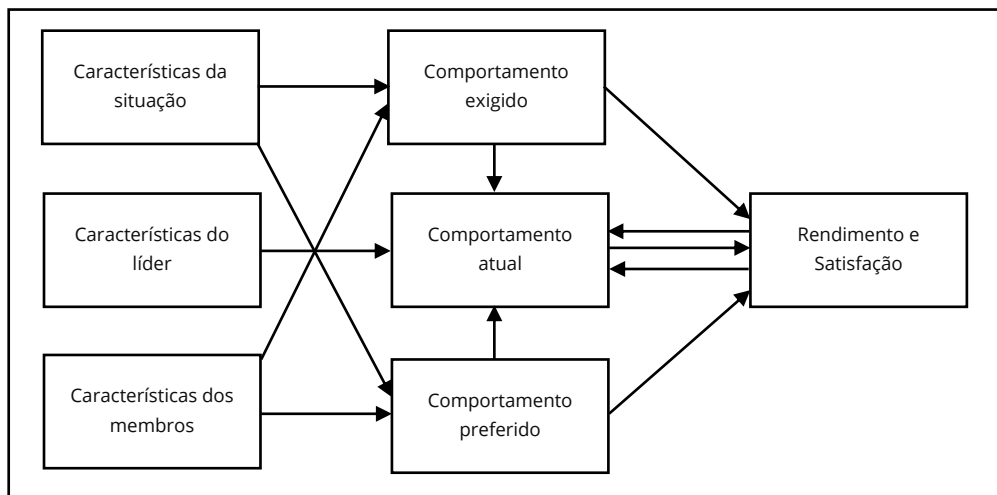 Características da
situação
Comportamento
exigido
Características do
líder
Comportamento
atual
Rendimento e
Satisfação
Características dos
membros
Comportamento
preferido